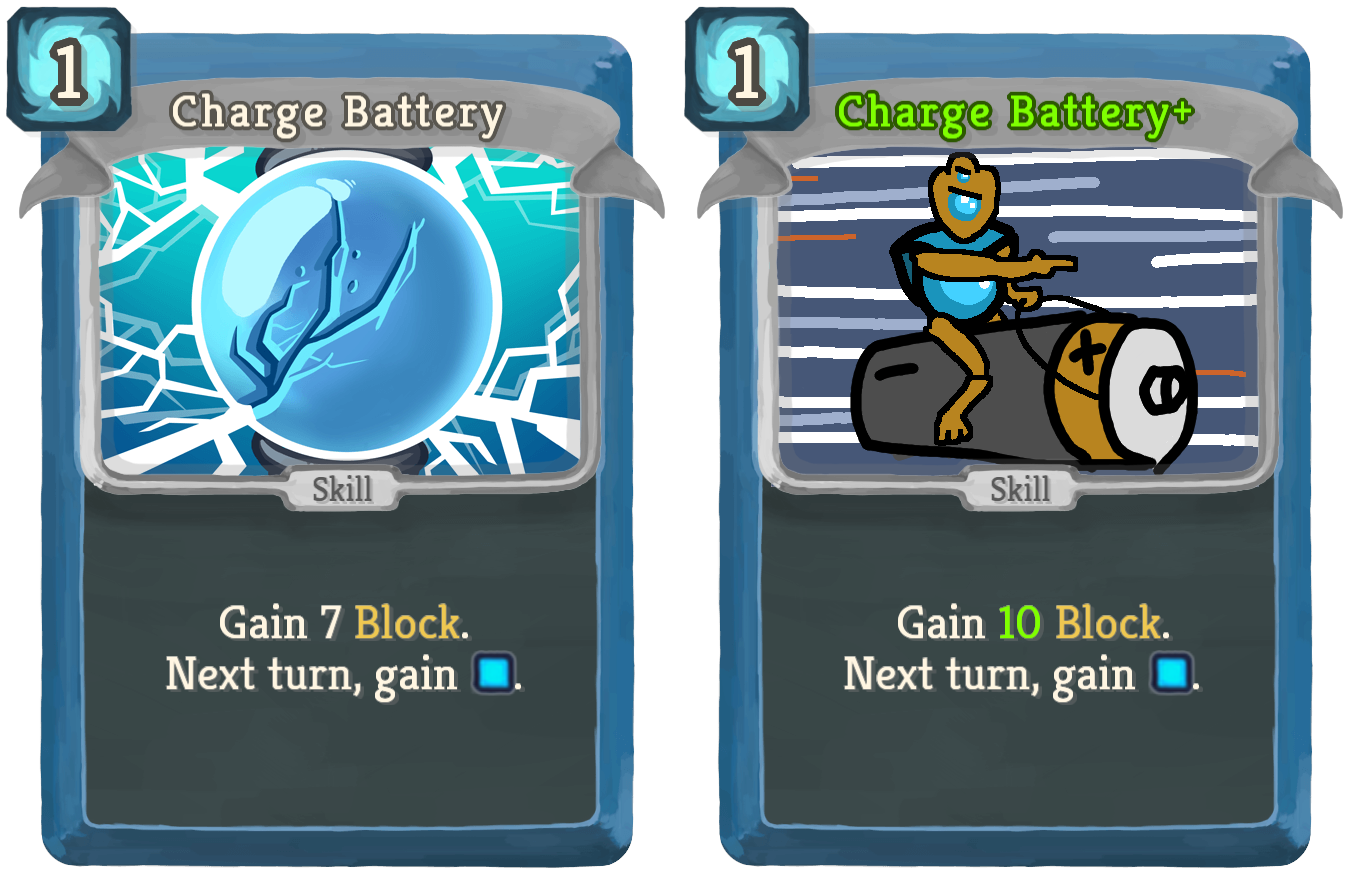 1
Charge Battery
Skill
Gain 7 Block.
Next turn, gain .
1
Charge Battery+
Skill
Gain 10 Block.
Next turn, gain .